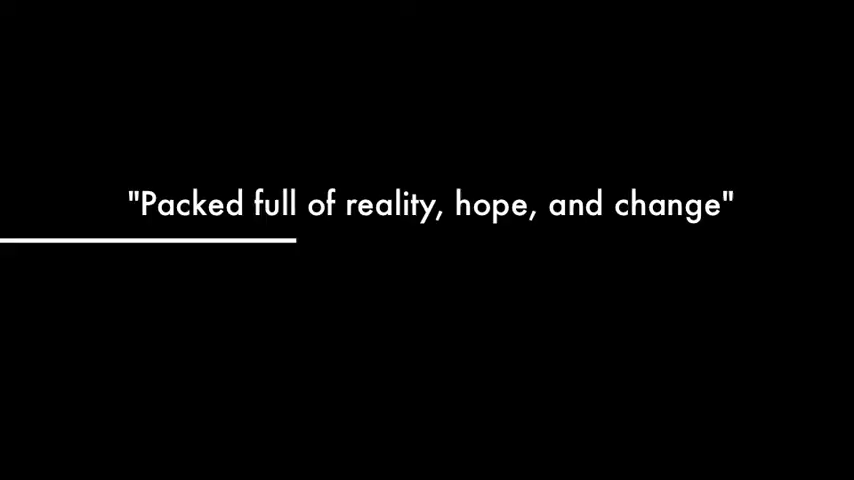 "Packed full of reality, hope, and change"